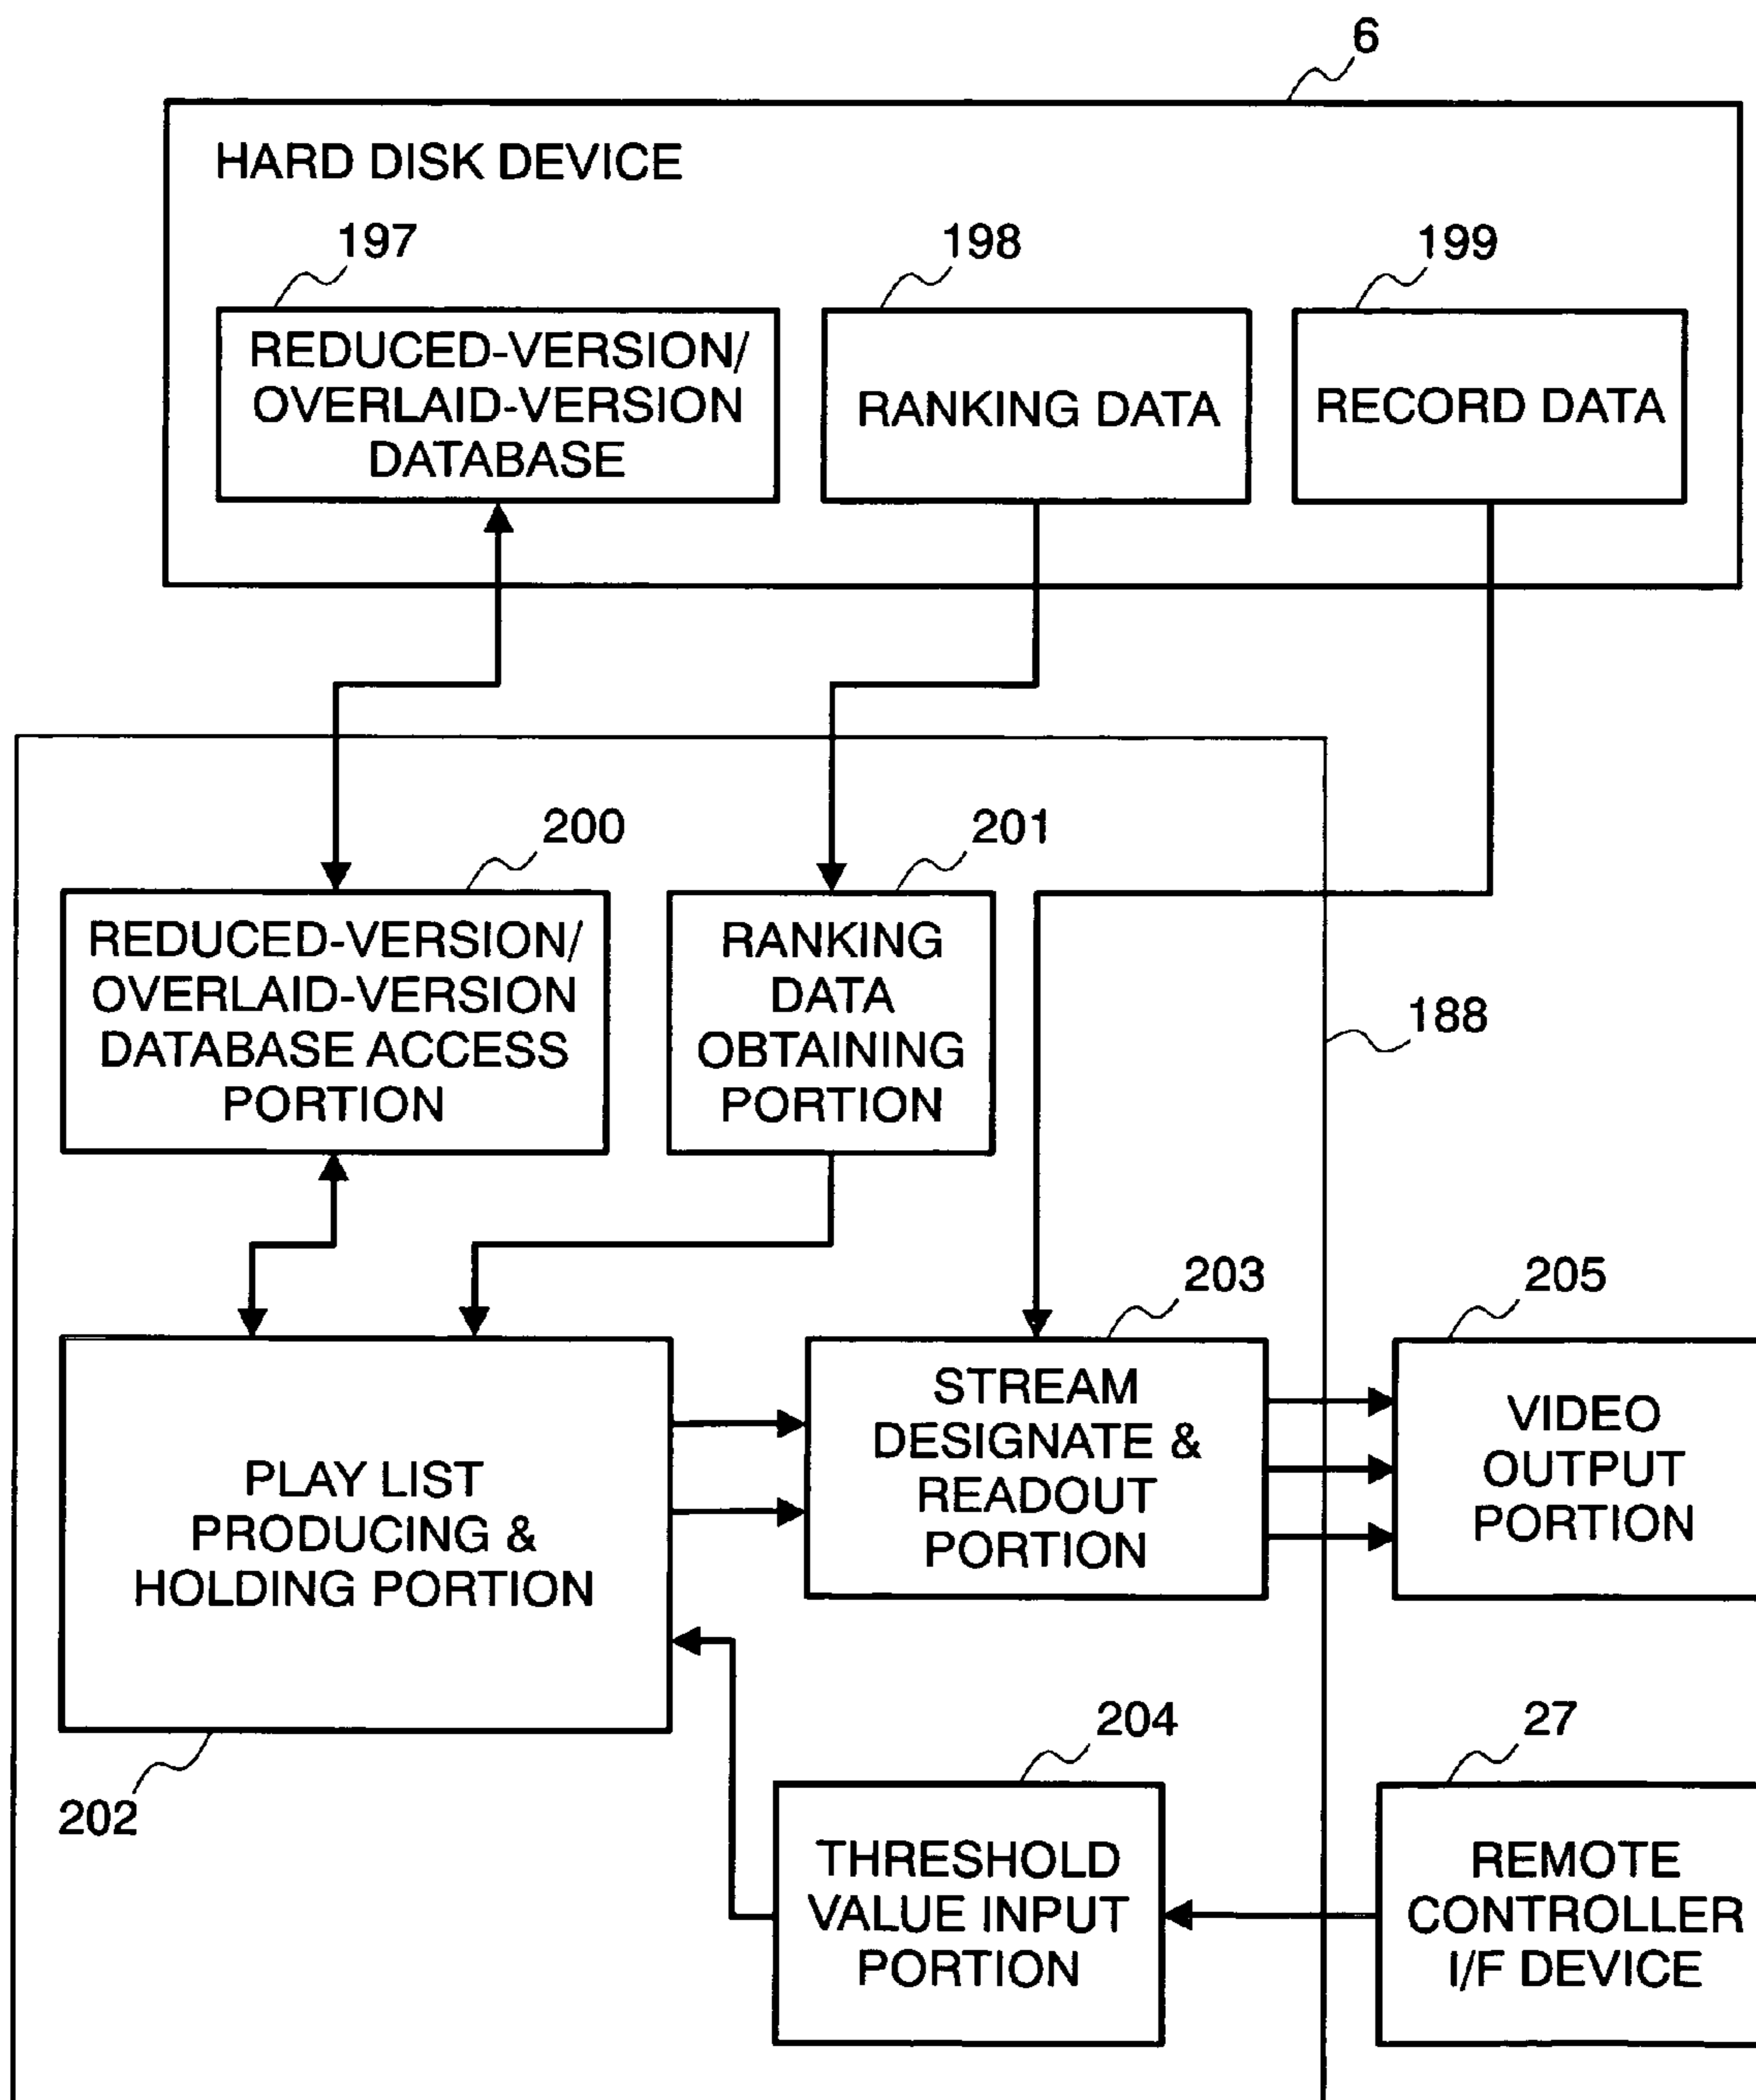 6
HARD DISK DEVICE
197
198
199
REDUCED-VERSION/
OVERLAID-VERSION
DATABASE
RANKING DATA
RECORD DATA
200
201
REDUCED-VERSION/
OVERLAID-VERSION
DATABASE ACCESS
PORTION
RANKING
DATA
OBTAINING
PORTION
188
203
205
PLAY LIST
PRODUCING &
HOLDING PORTION
STREAM
DESIGNATE &
READOUT
PORTION
VIDEO
OUTPUT
PORTION
202
204
27
THRESHOLD
VALUE INPUT
PORTION
REMOTE
CONTROLLER
I/F DEVICE